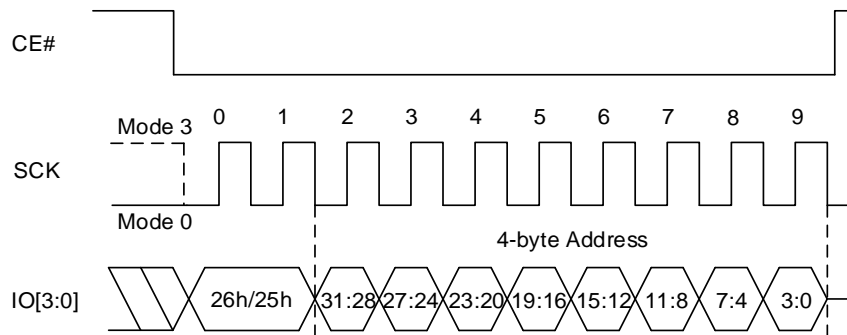 CE#
0 1 2 3 4 5 6 7 8 9
Mode 3
SCK
Mode 0
4-byte Address
IO[3:0] 26h/25h 31:28 27:24 23:20 19:16 15:12 11:8 7:4 3:0